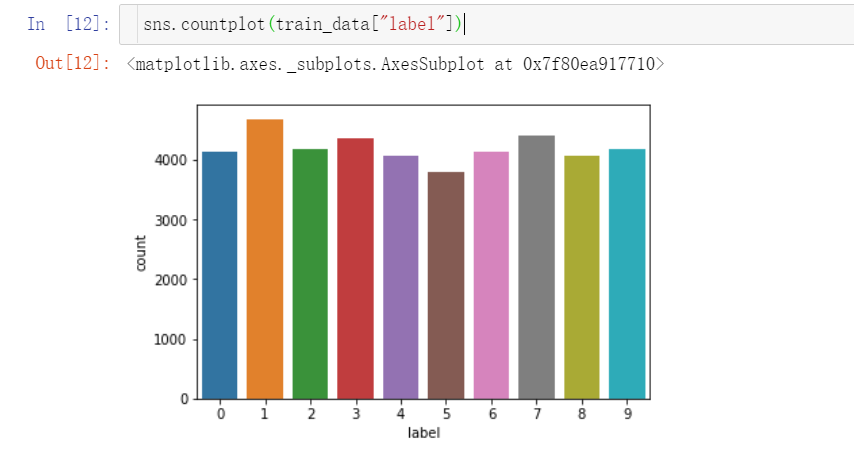 In [12]: sns.countplot(train_data["label"])
Out[12]: <matplotlib.axes._subplots.AxesSubplot at 0x7f80ea917710>
4000
3000
2000
1000
0
count
0 1 2 3 4 5 6 7 8 9
label